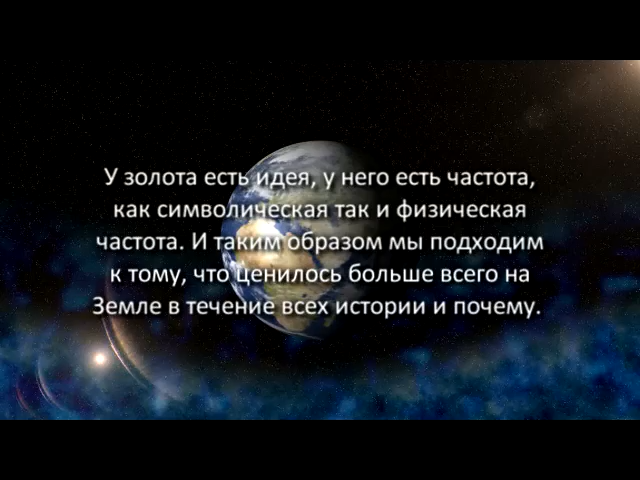 У золота есть идея, у него есть частота,
как символическая так и физическая
частота. И таким образом мы подходим
к тому, что ценилось больше всего на
Земле в течение всех истории и почему.